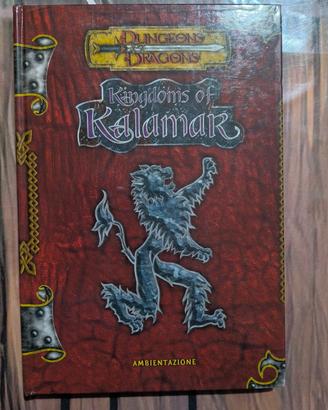 DUNGEONS
DRAGONS
Kingdoms of
KALAMAR
AMBIENTAZIONE